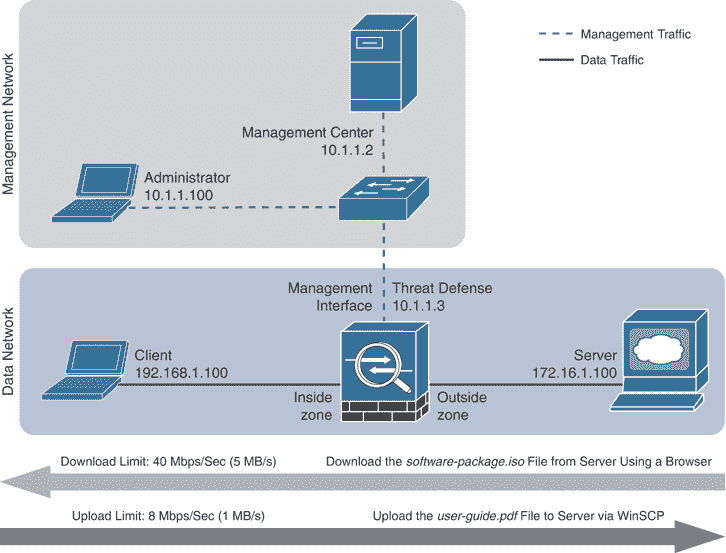 Management Network
Management Traffic
Data Traffic
Management Center
10.1.1.2
Administrator
10.1.1.100
Data Network
Management
Interface
Threat Defense
10.1.1.3
Client
192.168.1.100
Server
172.16.1.100
Inside
zone
Outside
zone
Download Limit: 40 Mbps/Sec (5 MB/s)
Download the software-package.iso File from Server Using a Browser
Upload Limit: 8 Mbps/Sec (1 MB/s)
Upload the user-guide.pdf File to Server via WinSCP